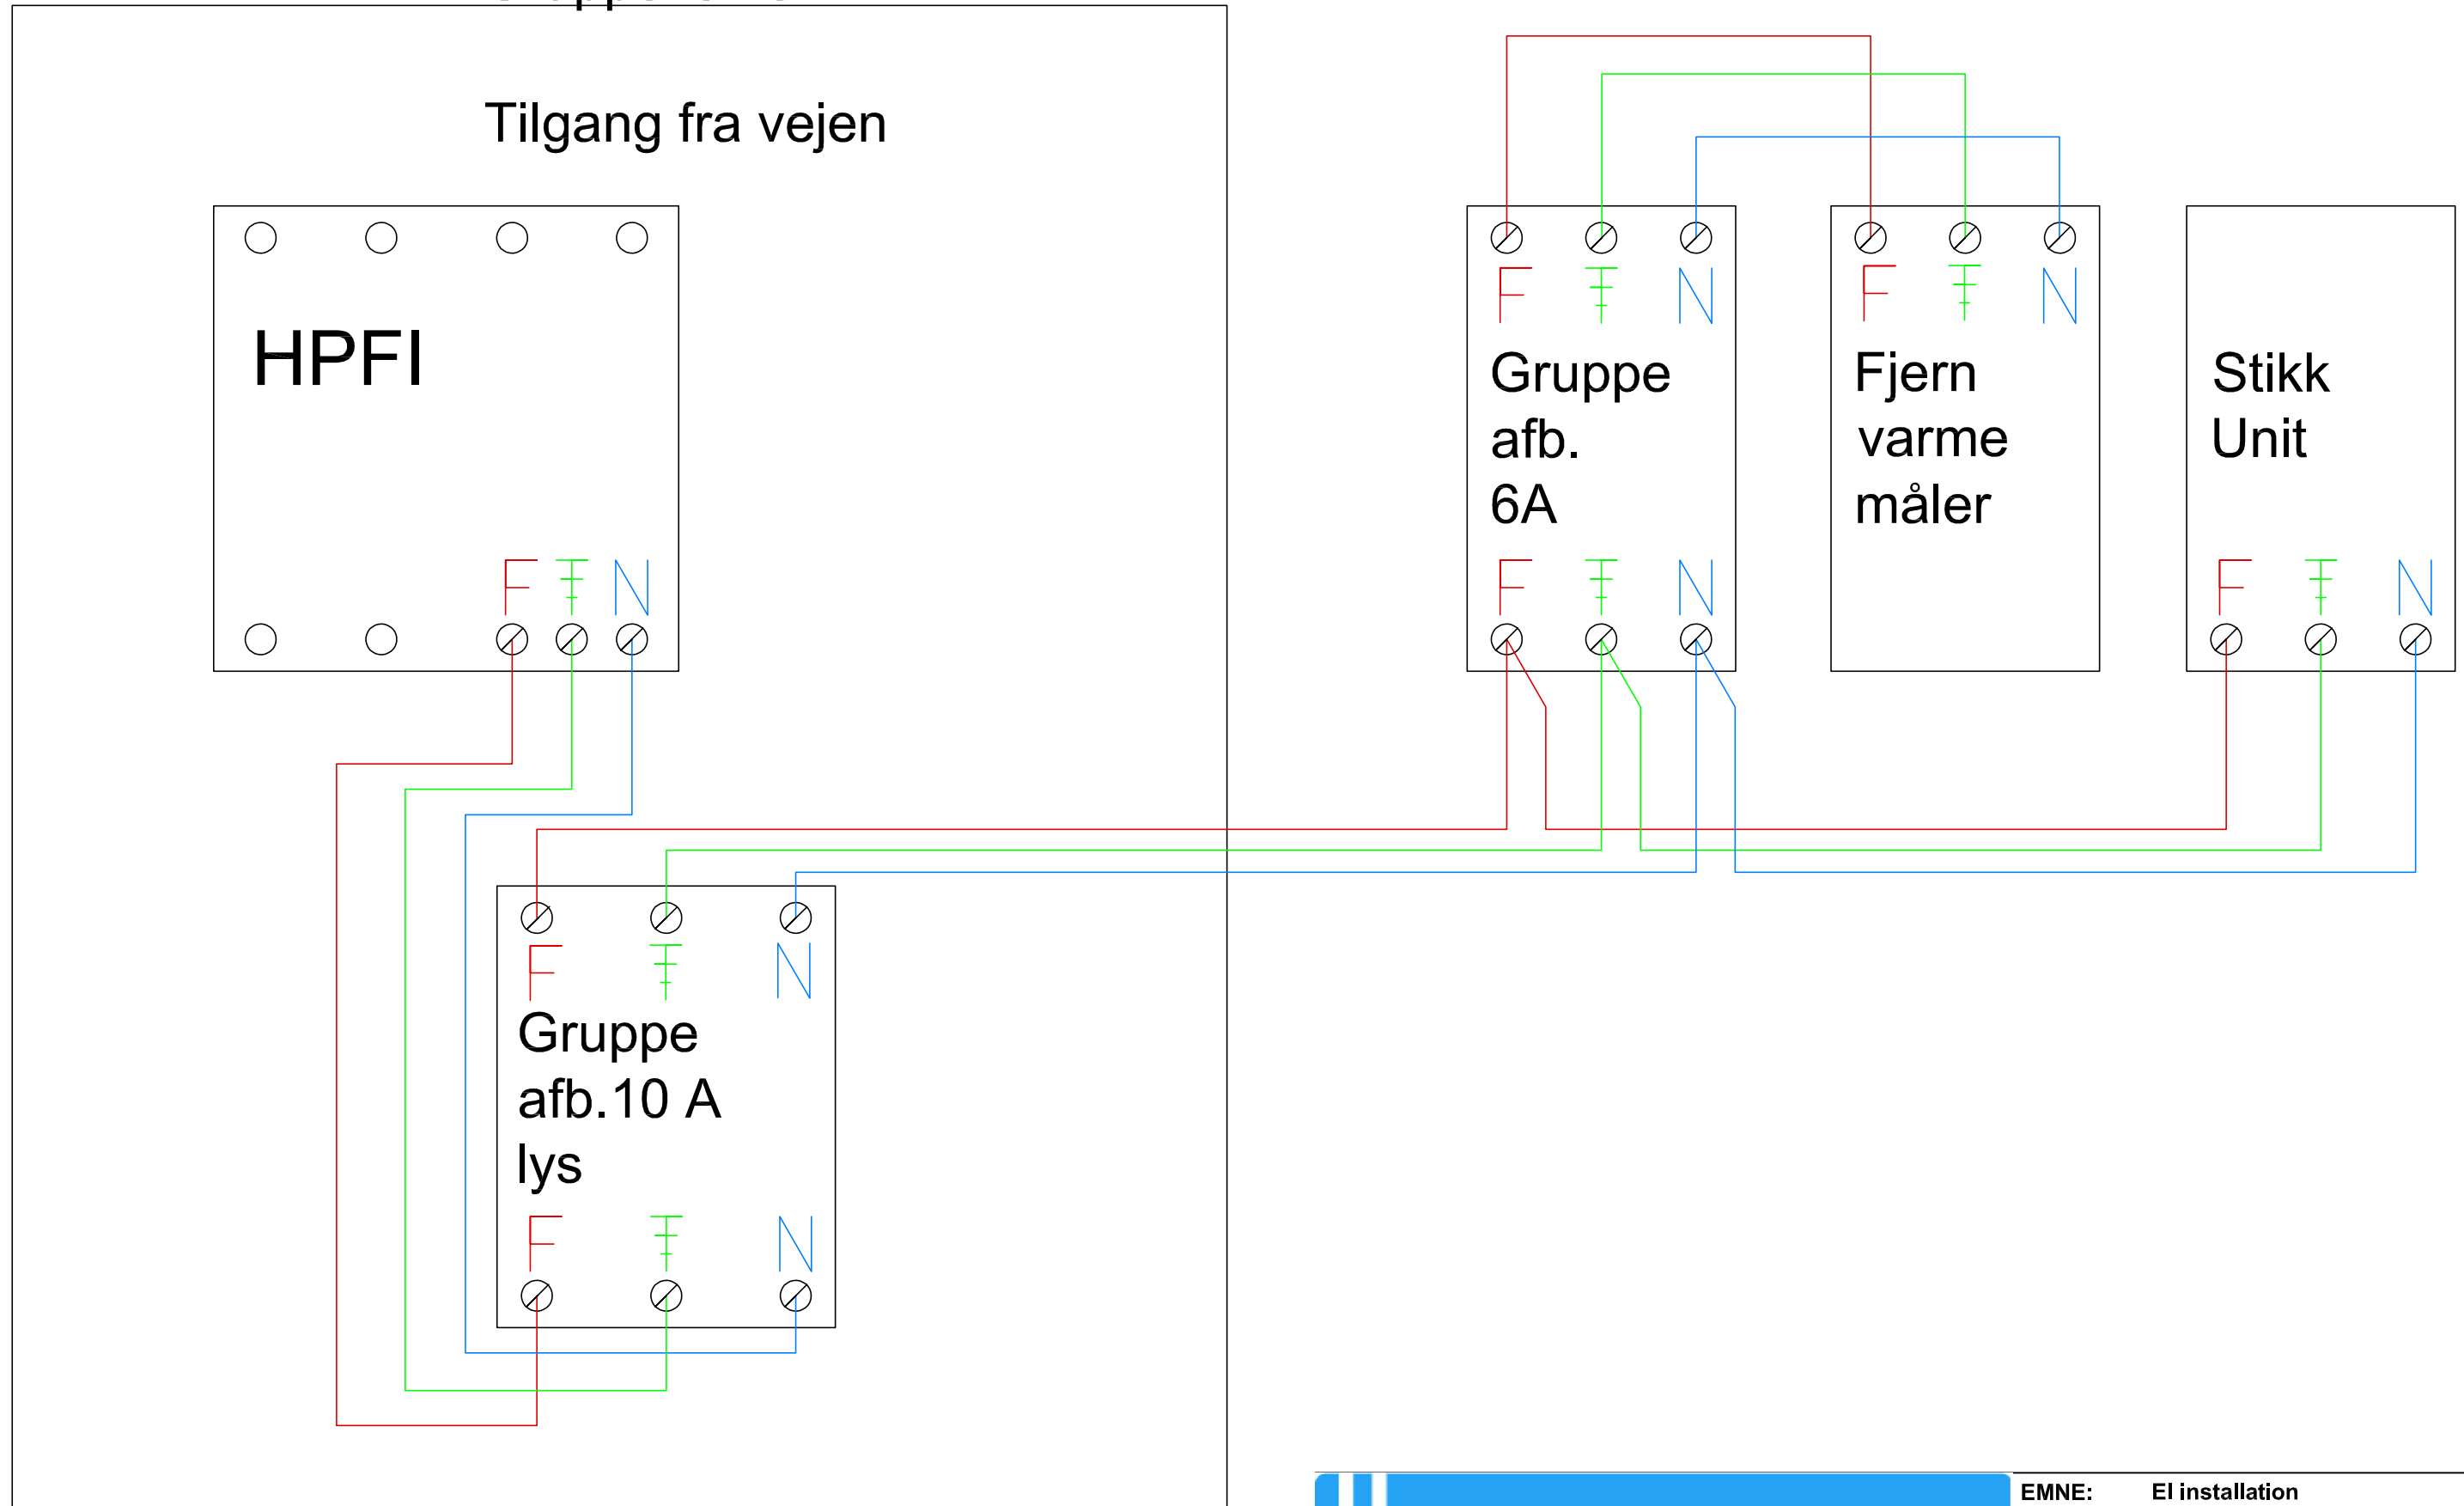 Tilgang fra vejen
HPFI
F N
F N
Gruppe
afb.
6A
F N
F N
Fjern
varme
måler
Stikk
Unit
F N
F N
Gruppe
afb.10 A
lys
F N
EMNE: El installation